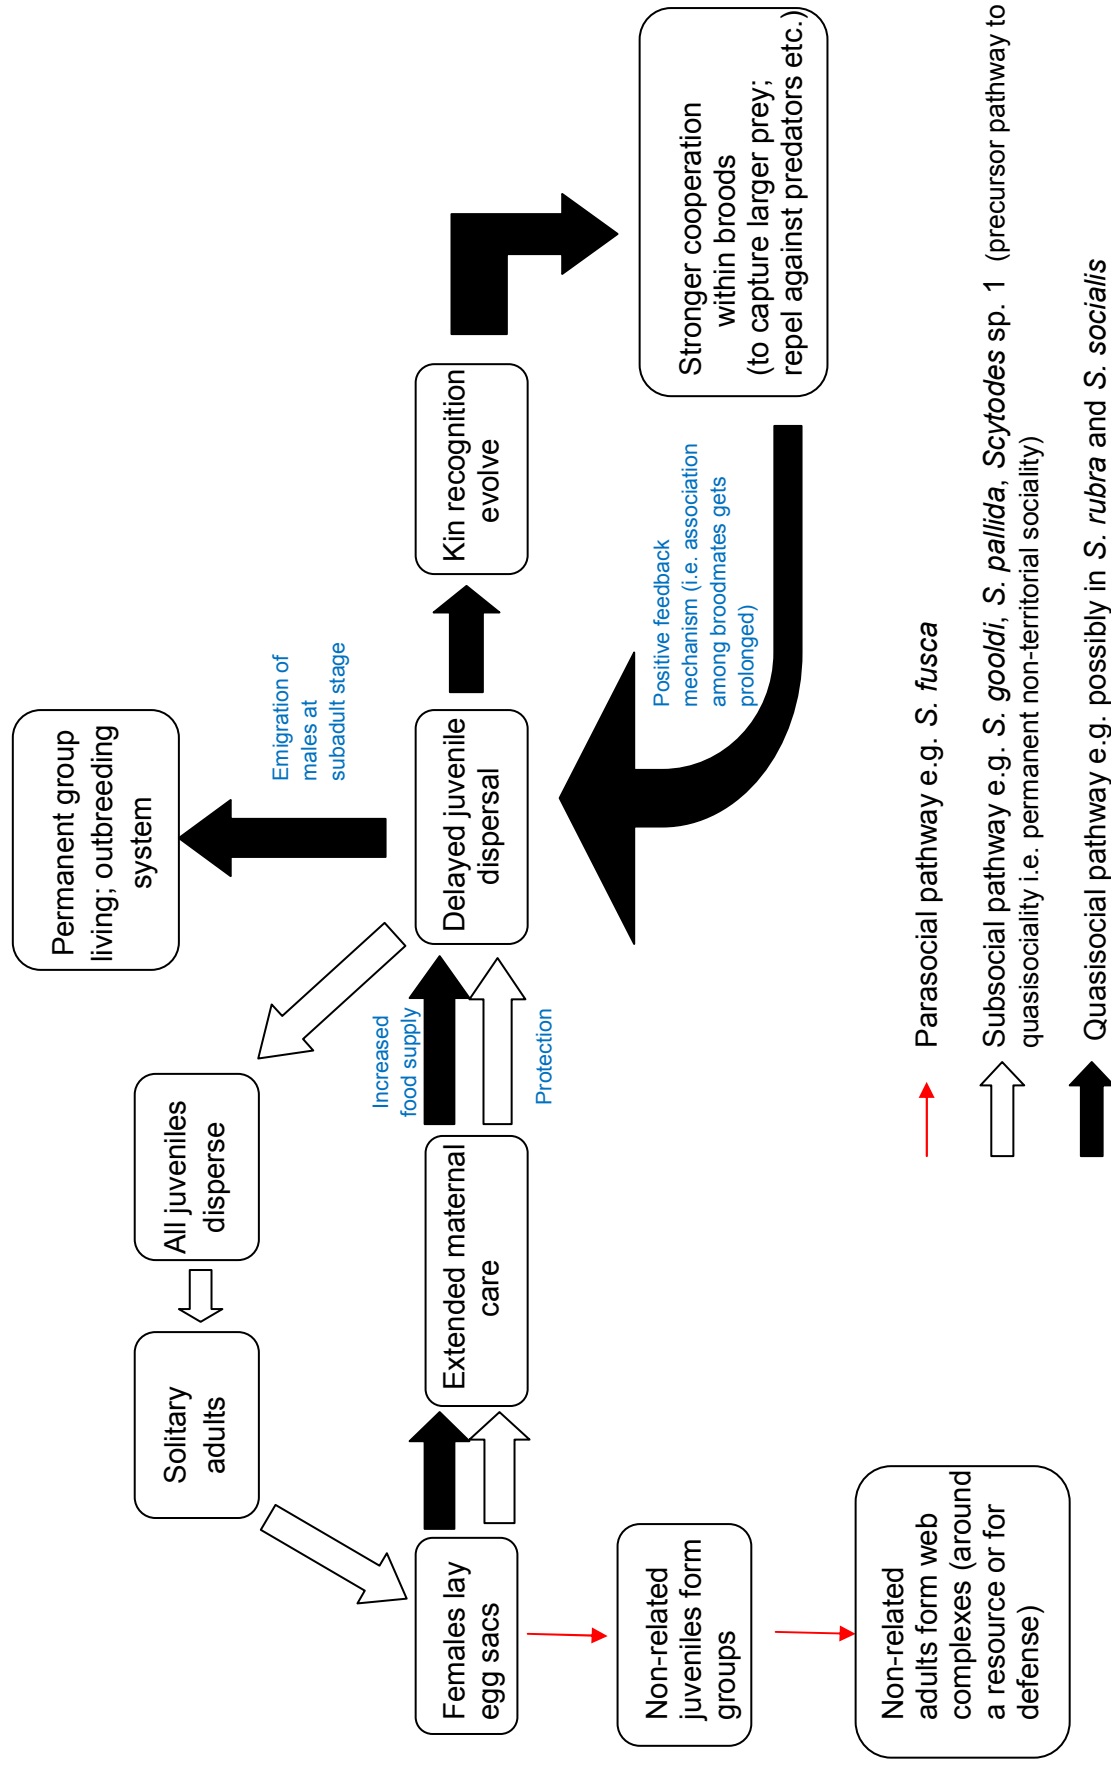 Permanent group
living; outbreeding
system
Emigration of
males at
subadult stage
All juveniles
disperse
Solitary
adults
Females lay
egg sacs
Extended maternal
care
Increased
food supply
Protection
Delayed juvenile
dispersal
Kin recognition
evolve
Stronger cooperation
within broods
(to capture larger prey;
repel against predators etc.)
Positive feedback
mechanism (i.e. association
among broodmates gets
prolonged)
Non-related
juveniles form
groups
Non-related
adults form web
complexes (around
a resource or for
defense)
Parasocial pathway e.g. S. fusca
Subsocial pathway e.g. S. gooldi, S. pallida, Scytodes sp. 1 (precursor pathway to
quasisociality i.e. permanent non-territorial sociality)
Quasisocial pathway e.g. possibly in S. rubra and S. socialis